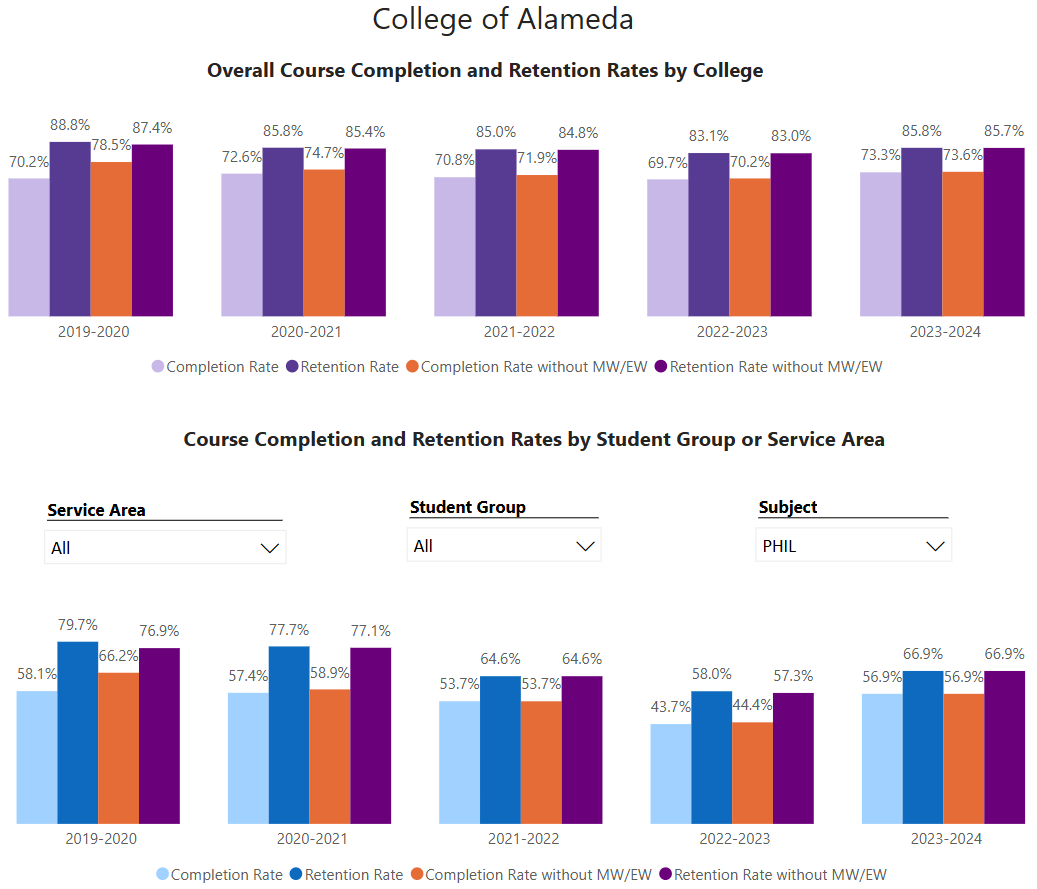 College of Alameda
Overall Course Completion and Retention Rates by College
70.2% 88.8% 78.5% 87.4% 72.6% 85.8% 74.7% 85.4% 70.8% 85.0% 71.9% 84.8% 69.7% 83.1% 70.2% 83.0% 73.3% 85.8% 73.6% 85.7%
2019-2020 2020-2021 2021-2022 2022-2023 2023-2024
Completion Rate Retention Rate Completion Rate without MW/EW Retention Rate without MW/EW
Course Completion and Retention Rates by Student Group or Service Area
Service Area Student Group Subject
All All PHIL
58.1% 79.7% 66.2% 76.9% 57.4% 77.7% 58.9% 77.1% 53.7% 64.6% 53.7% 64.6% 43.7% 58.0% 44.4% 57.3% 56.9% 66.9% 56.9% 66.9%
2019-2020 2020-2021 2021-2022 2022-2023 2023-2024
Completion Rate Retention Rate Completion Rate without MW/EW Retention Rate without MW/EW